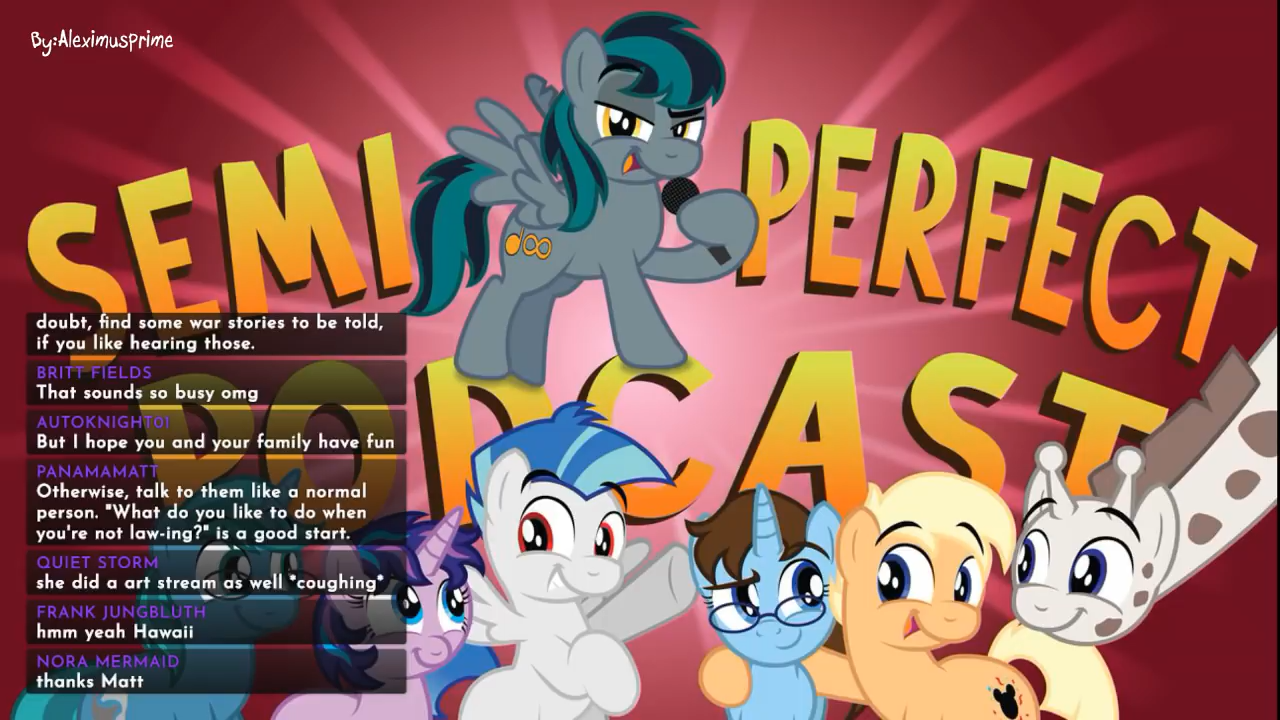 By:Aleximusprime
SEMI PERFECT
PODCAST
doubt, find some war stories to be told,
if you like hearing those.
BRITT FIELDS
That sounds so busy omg
AUTOKNIGHT01
But I hope you and your family have fun
PANAMAMATT
Otherwise, talk to them like a normal
person. "What do you like to do when
you're not law-ing?" is a good start.
QUIET STORM
she did a art stream as well *coughing*
FRANK JUNGBLUTH
hmm yeah Hawaii
NORA MERMAID
thanks Matt